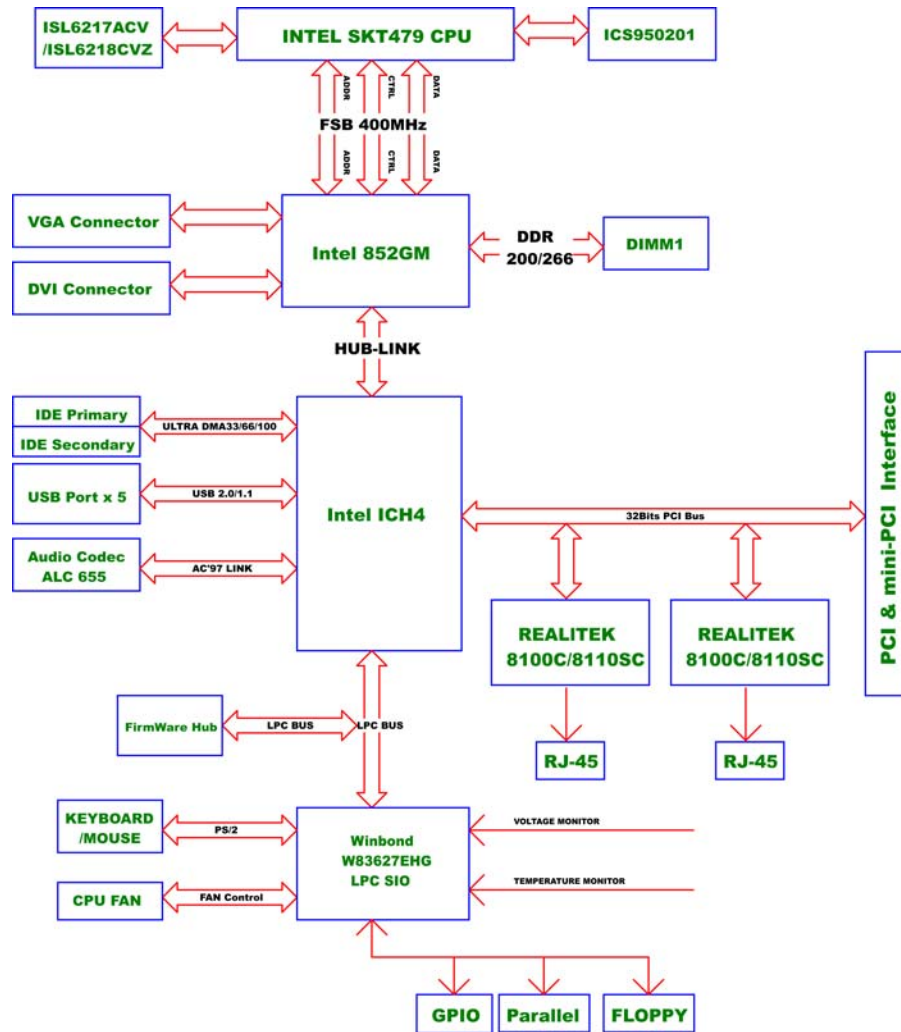 ISL6217ACV
/ISL6218CVZ
INTEL SKT479 CPU
ICS950201
ADDR
CTRL
DATA
FSB 400MHz
ADDR
CTRL
DATA
VGA Connector
Intel 852GM
DDR
200/266
DIMM1
DVI Connector
HUB-LINK
IDE Primary
IDE Secondary
ULTRA DMA33/66/100
USB Port x 5
USB 2.0/1.1
Intel ICH4
32Bits PCI Bus
PCI & mini-PCI Interface
Audio Codec
ALC 655
AC'97 LINK
REALITEK
8100C/8110SC
REALITEK
8100C/8110SC
FirmWare Hub
LPC BUS
LPC BUS
RJ-45
RJ-45
KEYBOARD
/MOUSE
PS/2
Winbond
W83627EHG
LPC SIO
VOLTAGE MONITOR
TEMPERATURE MONITOR
CPU FAN
FAN Control
GPIO
Parallel
FLOPPY